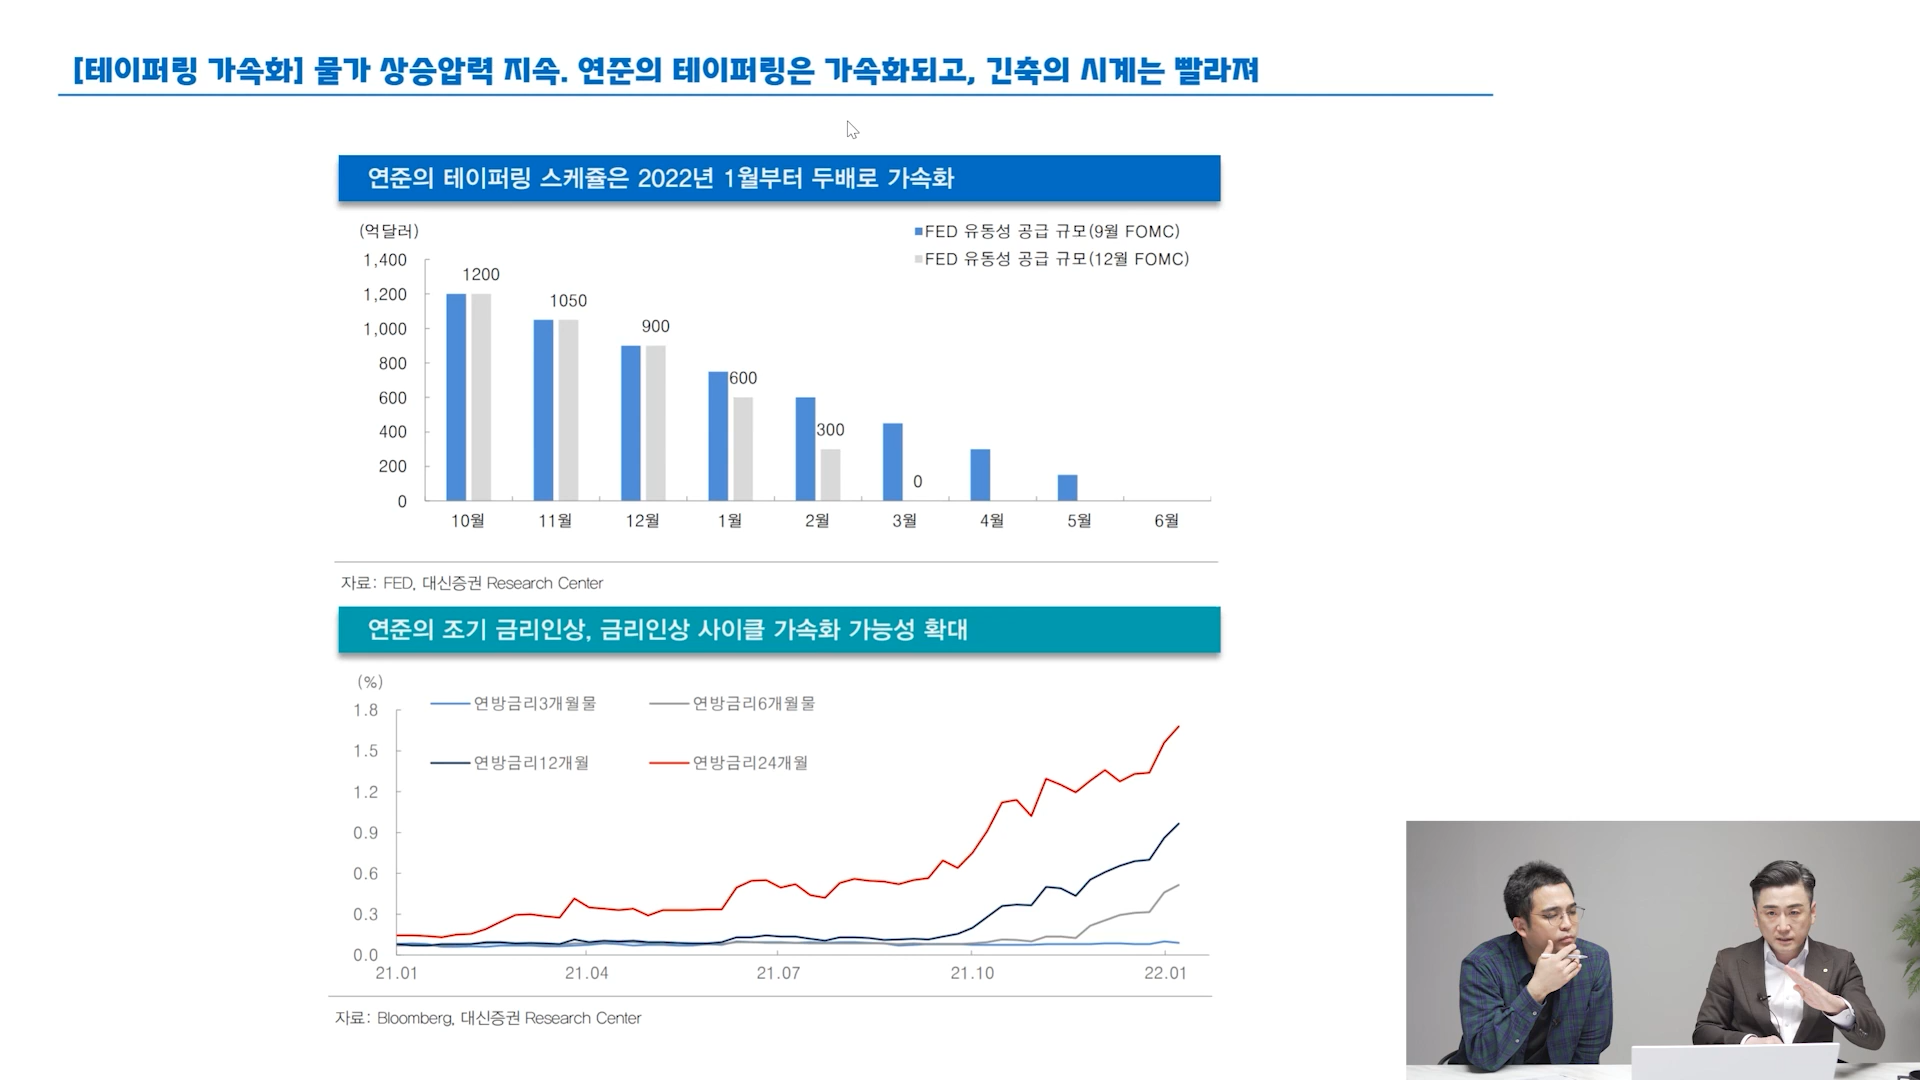 [테이퍼링 가속화] 물가 상승압력 지속. 연준의 테이퍼링은 가속화되고, 긴축의 시계는 빨라져
연준의 테이퍼링 스케쥴은 2022년 1월부터 두배로 가속화
(억달러)
FED 유동성 공급 규모(9월 FOMC)
FED 유동성 공급 규모(12월 FOMC)
1,400
1,200
1,000
800
600
400
200
0
1200
1050
900
600
300
0
10월 11월 12월 1월 2월 3월 4월 5월 6월
자료: FED, 대신증권 Research Center
연준의 조기 금리인상, 금리인상 사이클 가속화 가능성 확대
(%)
연방금리3개월물 연방금리6개월물
연방금리12개월 연방금리24개월
1.8
1.5
1.2
0.9
0.6
0.3
0.0
21.01 21.04 21.07 21.10 22.01
자료: Bloomberg, 대신증권 Research Center